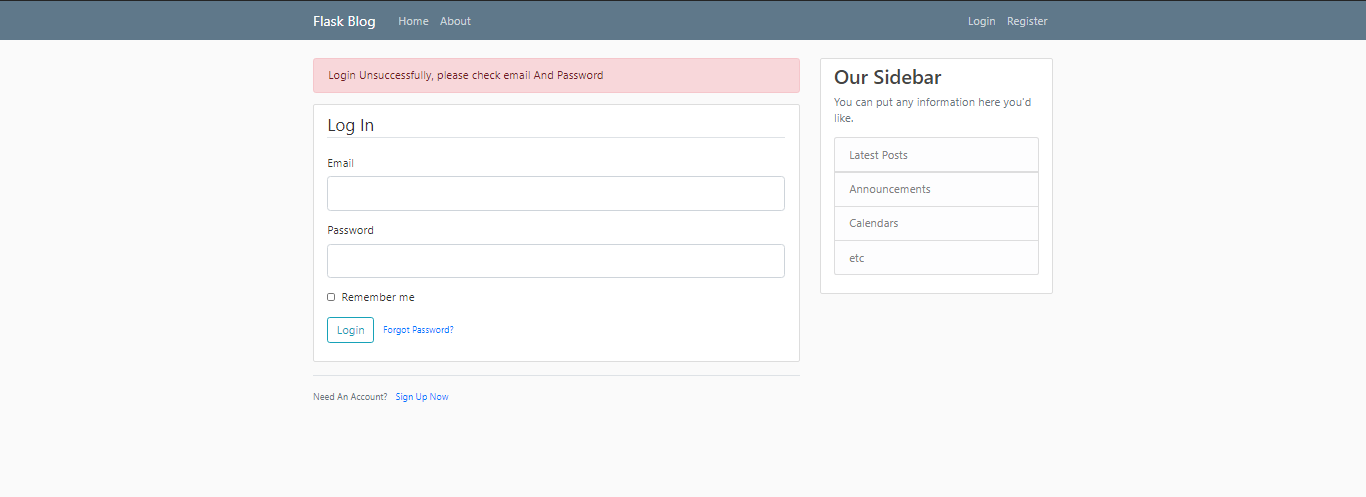 Flask Blog Home About Login Register
Login Unsuccessfully, please check email And Password
Log In
Email
Password
Remember me
Login Forgot Password?
Need An Account? Sign Up Now
Our Sidebar
You can put any information here you'd
like.
Latest Posts
Announcements
Calendars
etc